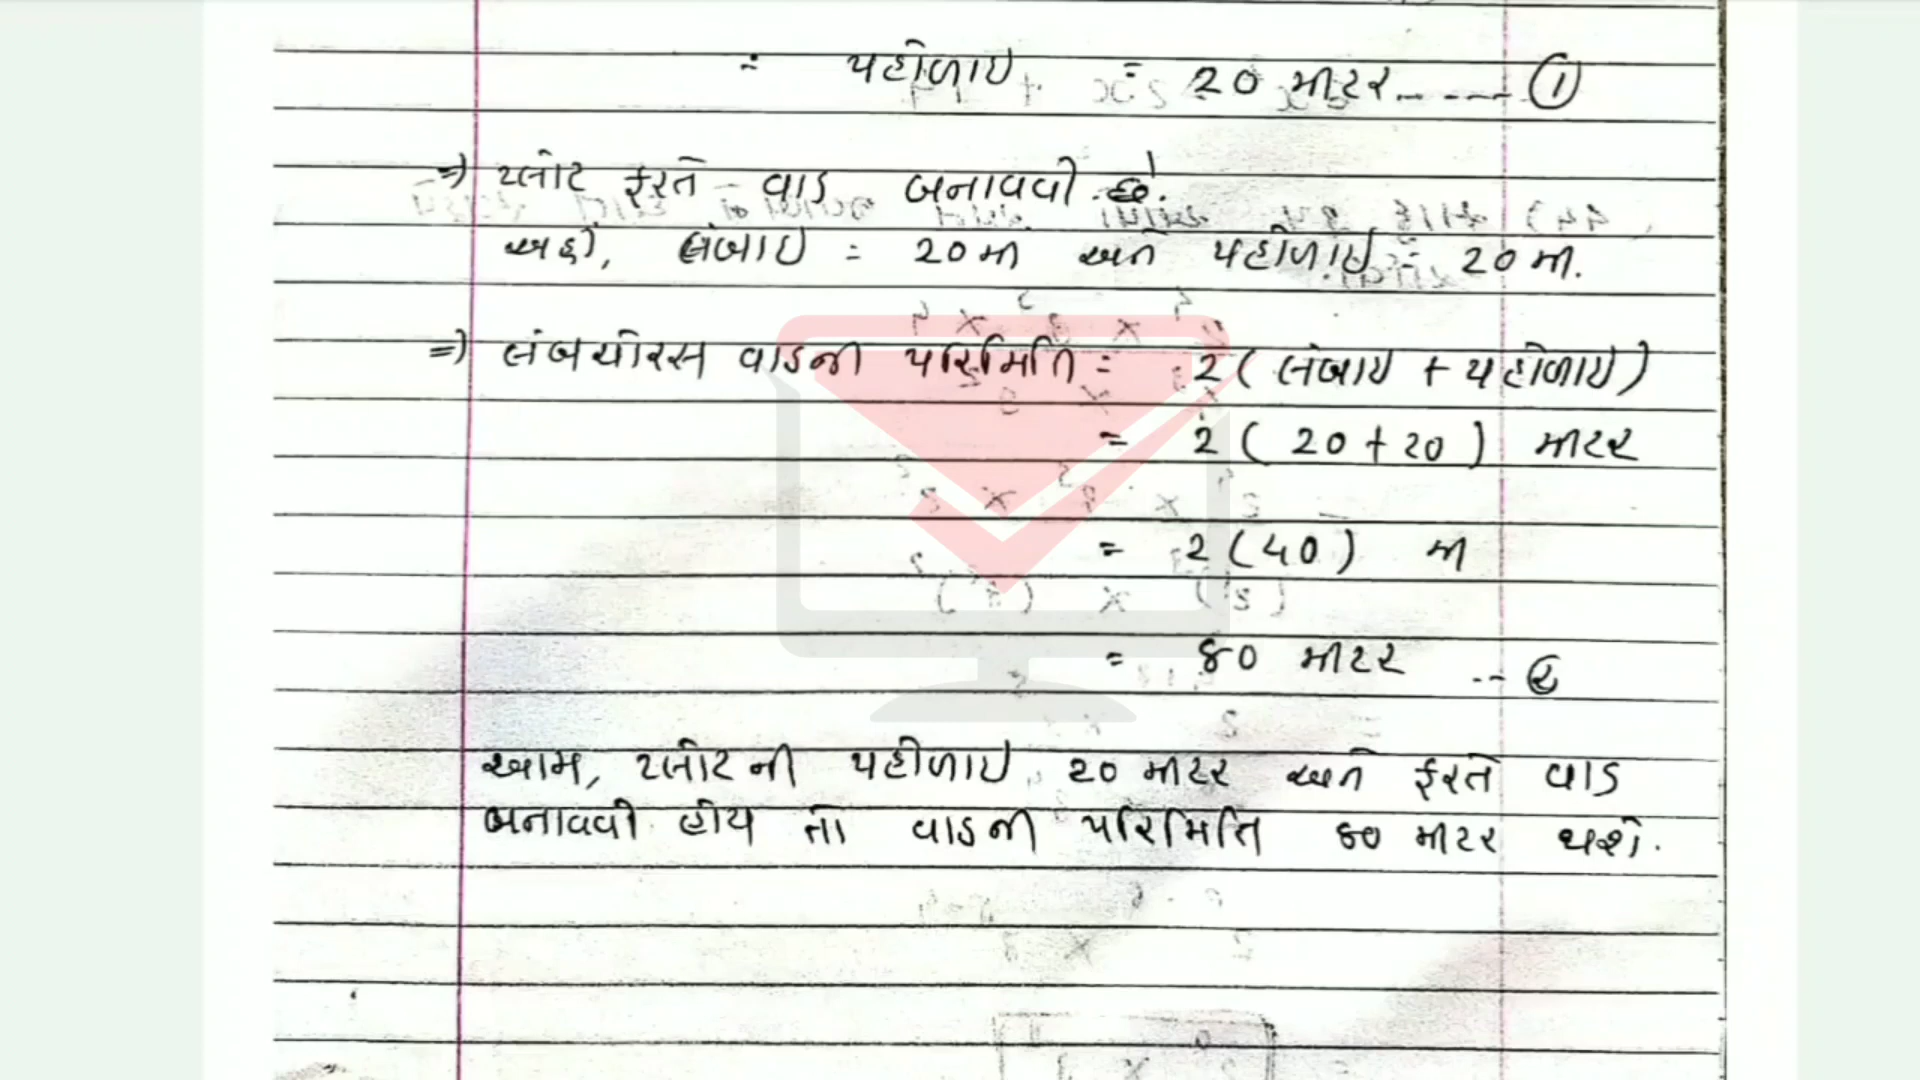 = પહોળાઇ = 20 મીટર ------ ①
⇒ પ્લોટ ફરતે વાડ બનાવવી છે.
અહીં, લંબાઇ = 20 મી અને પહોળાઇ = 20 મી.
⇒ લંબચોરસ વાડની પરિમિતિ = 2 ( લંબાઇ + પહોળાઇ )
= 2 ( 20 + 20 ) મીટર
= 2 ( 40 ) મી
= 80 મીટર -- ②
આમ, પ્લોટની પહોળાઇ 20 મીટર અને ફરતે વાડ
બનાવવી હોય તો વાડની પરિમિતિ 80 મીટર થશે.